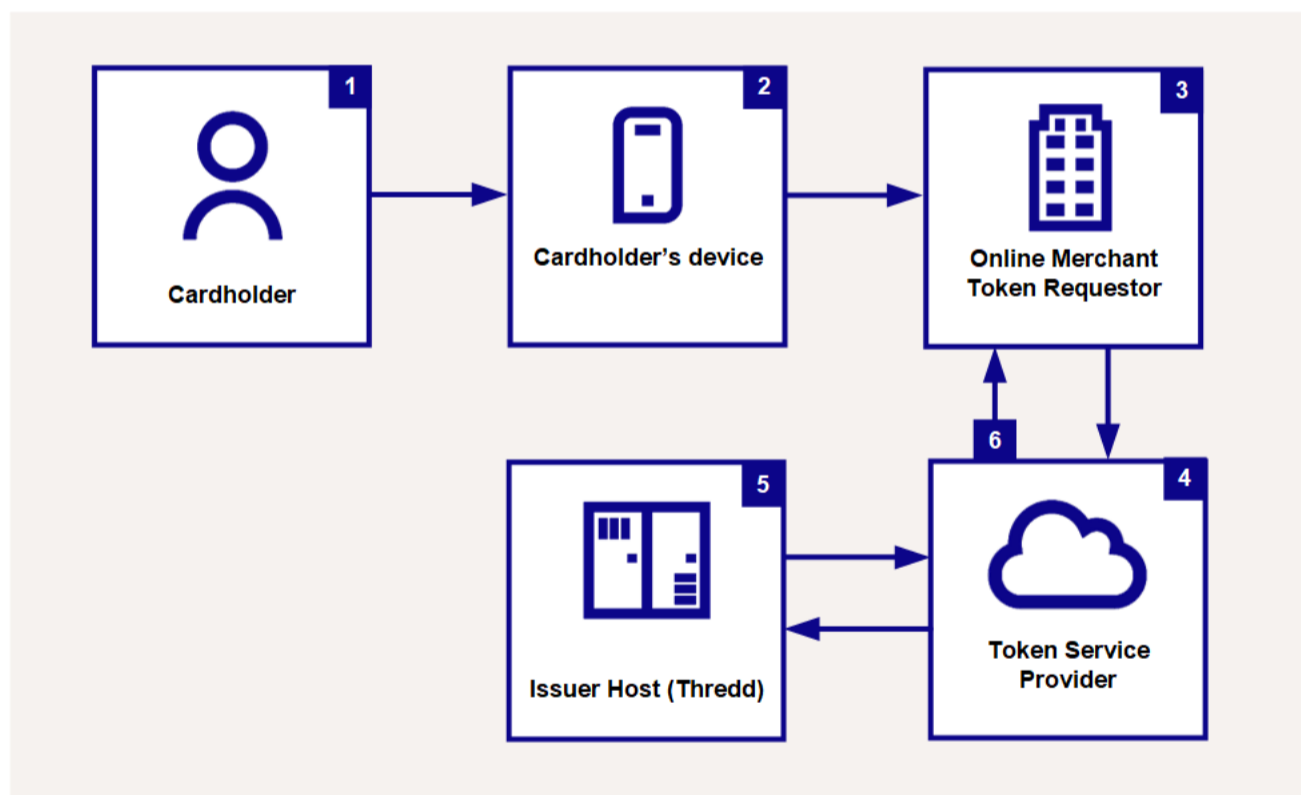 1
Cardholder
2
Cardholder’s device
3
Online Merchant
Token Requestor
6
5
Issuer Host (Thredd)
4
Token Service
Provider